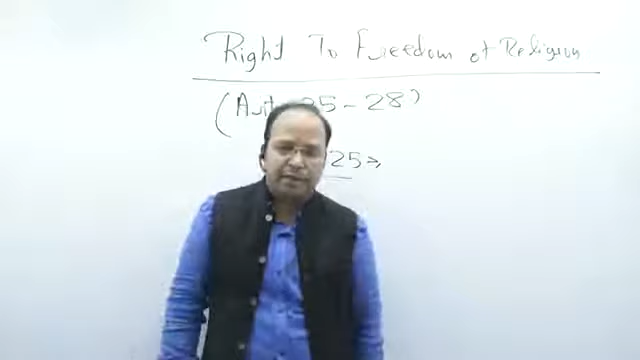 Right To Freedom of Religion
(Art 25-28)
25→